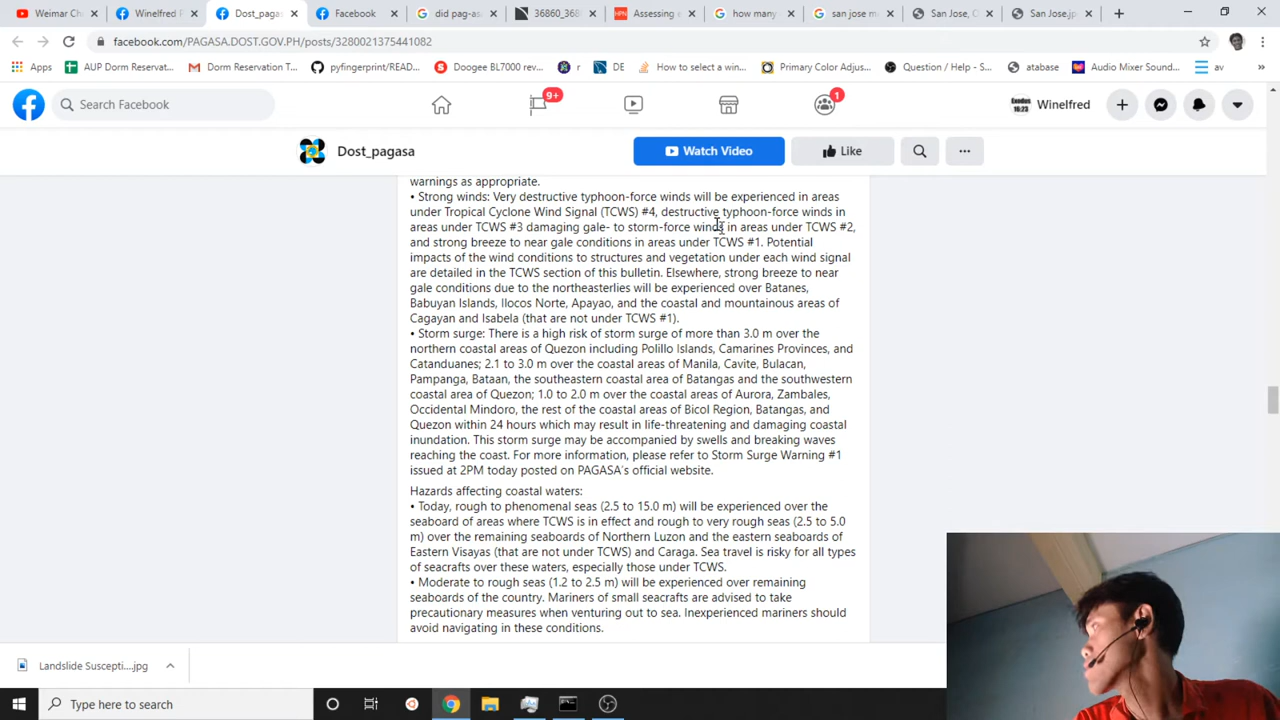 Weimar Ch
Winelfred F
Dost_pagas
Facebook
did pag-as
36860_368
Assessing c
how many
san jose m
San Jose, O
San Jose.jp
facebook.com/PAGASA.DOST.GOV.PH/posts/3280021375441082
Apps
AUP Dorm Reservat...
Dorm Reservation T...
pyfingerprint/READ...
Doogee BL7000 rev...
r
DE
How to select a win...
Primary Color Adjus...
Question / Help - S...
atabase
Audio Mixer Sound...
av
Search Facebook
9+
1
Exodus 16:23
Winelfred
Dost_pagasa
Watch Video
Like
warnings as appropriate.
• Strong winds: Very destructive typhoon-force winds will be experienced in areas
under Tropical Cyclone Wind Signal (TCWS) #4, destructive typhoon-force winds in
areas under TCWS #3 damaging gale- to storm-force winds in areas under TCWS #2,
and strong breeze to near gale conditions in areas under TCWS #1. Potential
impacts of the wind conditions to structures and vegetation under each wind signal
are detailed in the TCWS section of this bulletin. Elsewhere, strong breeze to near
gale conditions due to the northeasterlies will be experienced over Batanes,
Babuyan Islands, Ilocos Norte, Apayao, and the coastal and mountainous areas of
Cagayan and Isabela (that are not under TCWS #1).
• Storm surge: There is a high risk of storm surge of more than 3.0 m over the
northern coastal areas of Quezon including Polillo Islands, Camarines Provinces, and
Catanduanes; 2.1 to 3.0 m over the coastal areas of Manila, Cavite, Bulacan,
Pampanga, Bataan, the southeastern coastal area of Batangas and the southwestern
coastal area of Quezon; 1.0 to 2.0 m over the coastal areas of Aurora, Zambales,
Occidental Mindoro, the rest of the coastal areas of Bicol Region, Batangas, and
Quezon within 24 hours which may result in life-threatening and damaging coastal
inundation. This storm surge may be accompanied by swells and breaking waves
reaching the coast. For more information, please refer to Storm Surge Warning #1
issued at 2PM today posted on PAGASA's official website.
Hazards affecting coastal waters:
• Today, rough to phenomenal seas (2.5 to 15.0 m) will be experienced over the
seaboard of areas where TCWS is in effect and rough to very rough seas (2.5 to 5.0
m) over the remaining seaboards of Northern Luzon and the eastern seaboards of
Eastern Visayas (that are not under TCWS) and Caraga. Sea travel is risky for all types
of seacrafts over these waters, especially those under TCWS.
• Moderate to rough seas (1.2 to 2.5 m) will be experienced over remaining
seaboards of the country. Mariners of small seacrafts are advised to take
precautionary measures when venturing out to sea. Inexperienced mariners should
avoid navigating in these conditions.
Landslide Suscepti....jpg
Type here to search